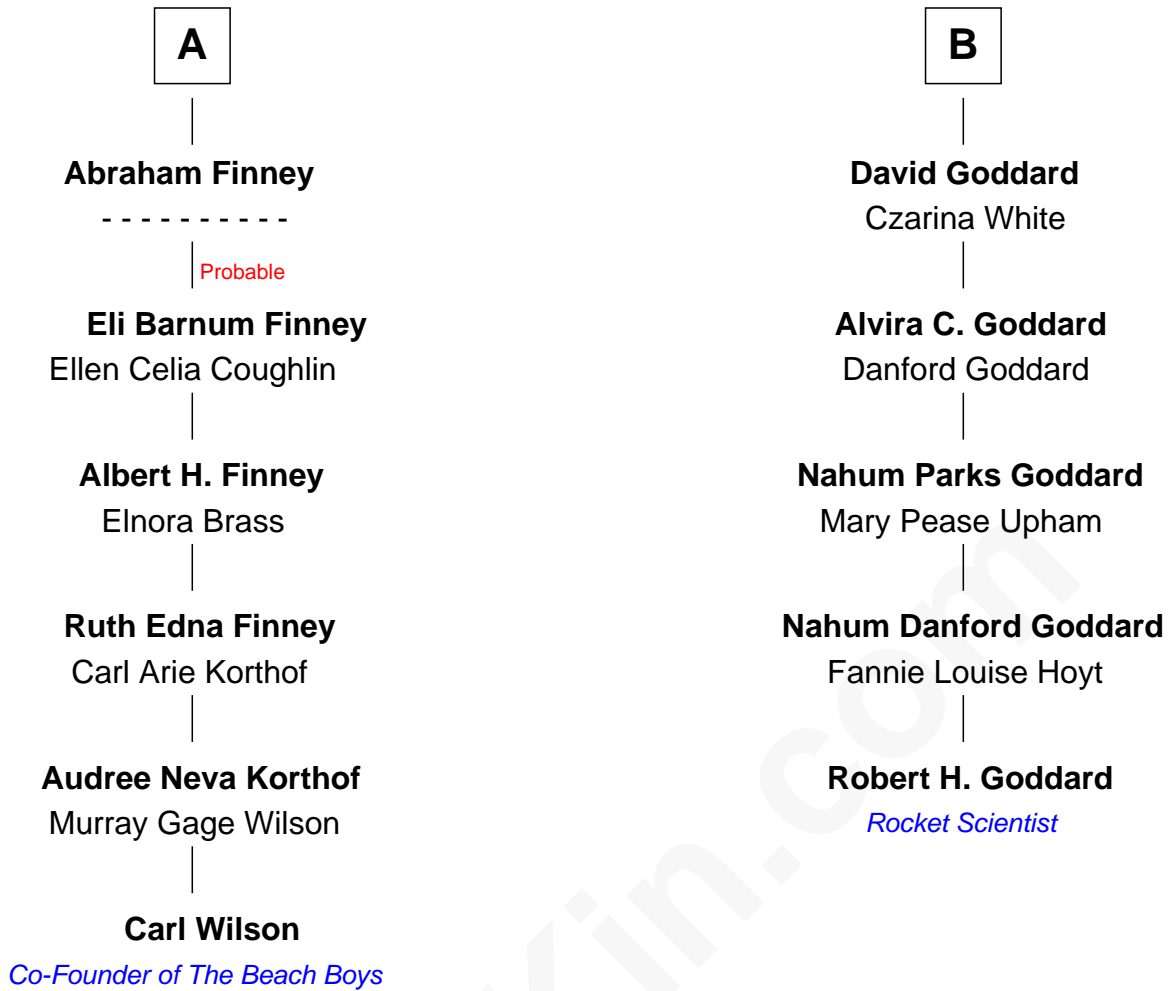 A
Abraham Finney
- - - - - - - - - -
Probable
Eli Barnum Finney
Ellen Celia Coughlin
Albert H. Finney
Elnora Brass
Ruth Edna Finney
Carl Arie Korthof
Audree Neva Korthof
Murray Gage Wilson
Carl Wilson
Co-Founder of The Beach Boys
B
David Goddard
Czarina White
Alvira C. Goddard
Danford Goddard
Nahum Parks Goddard
Mary Pease Upham
Nahum Danford Goddard
Fannie Louise Hoyt
Robert H. Goddard
Rocket Scientist
Kin.com